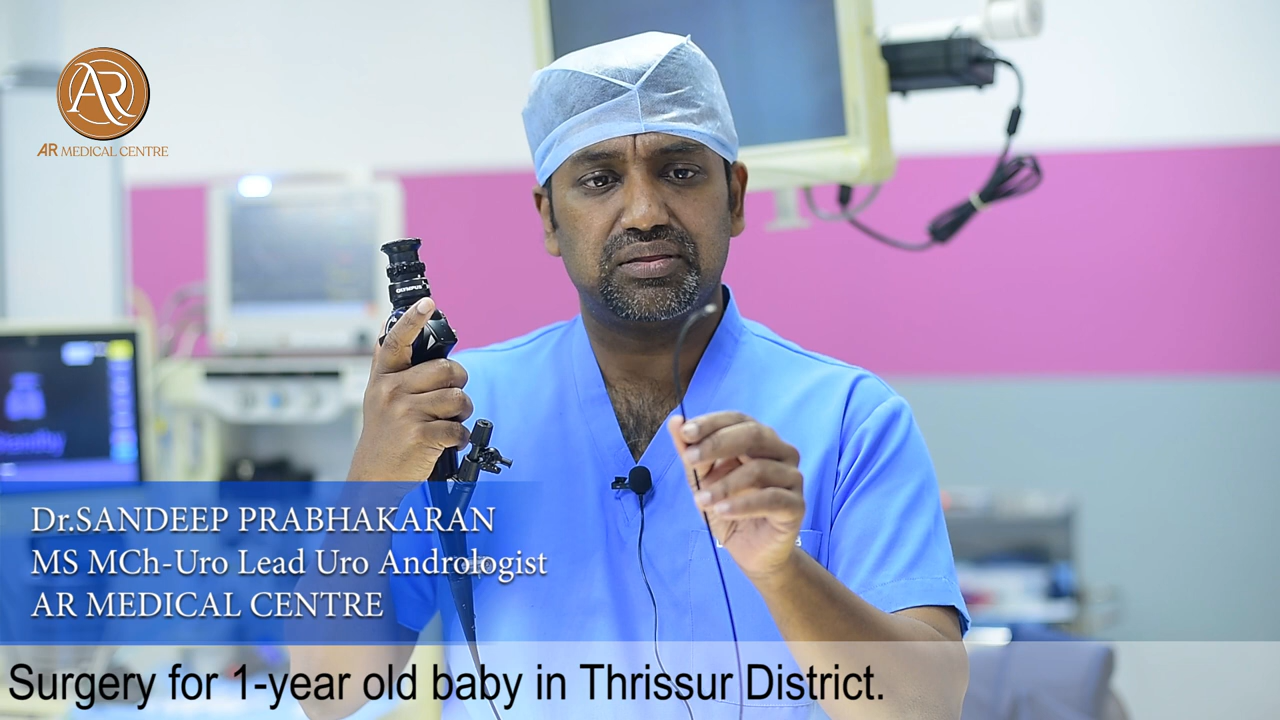 AR
AR MEDICAL CENTRE
OLYMPUS
Dr.SANDEEP PRABHAKARAN
MS MCh-Uro Lead Uro Andrologist
AR MEDICAL CENTRE
Surgery for 1-year old baby in Thrissur District.